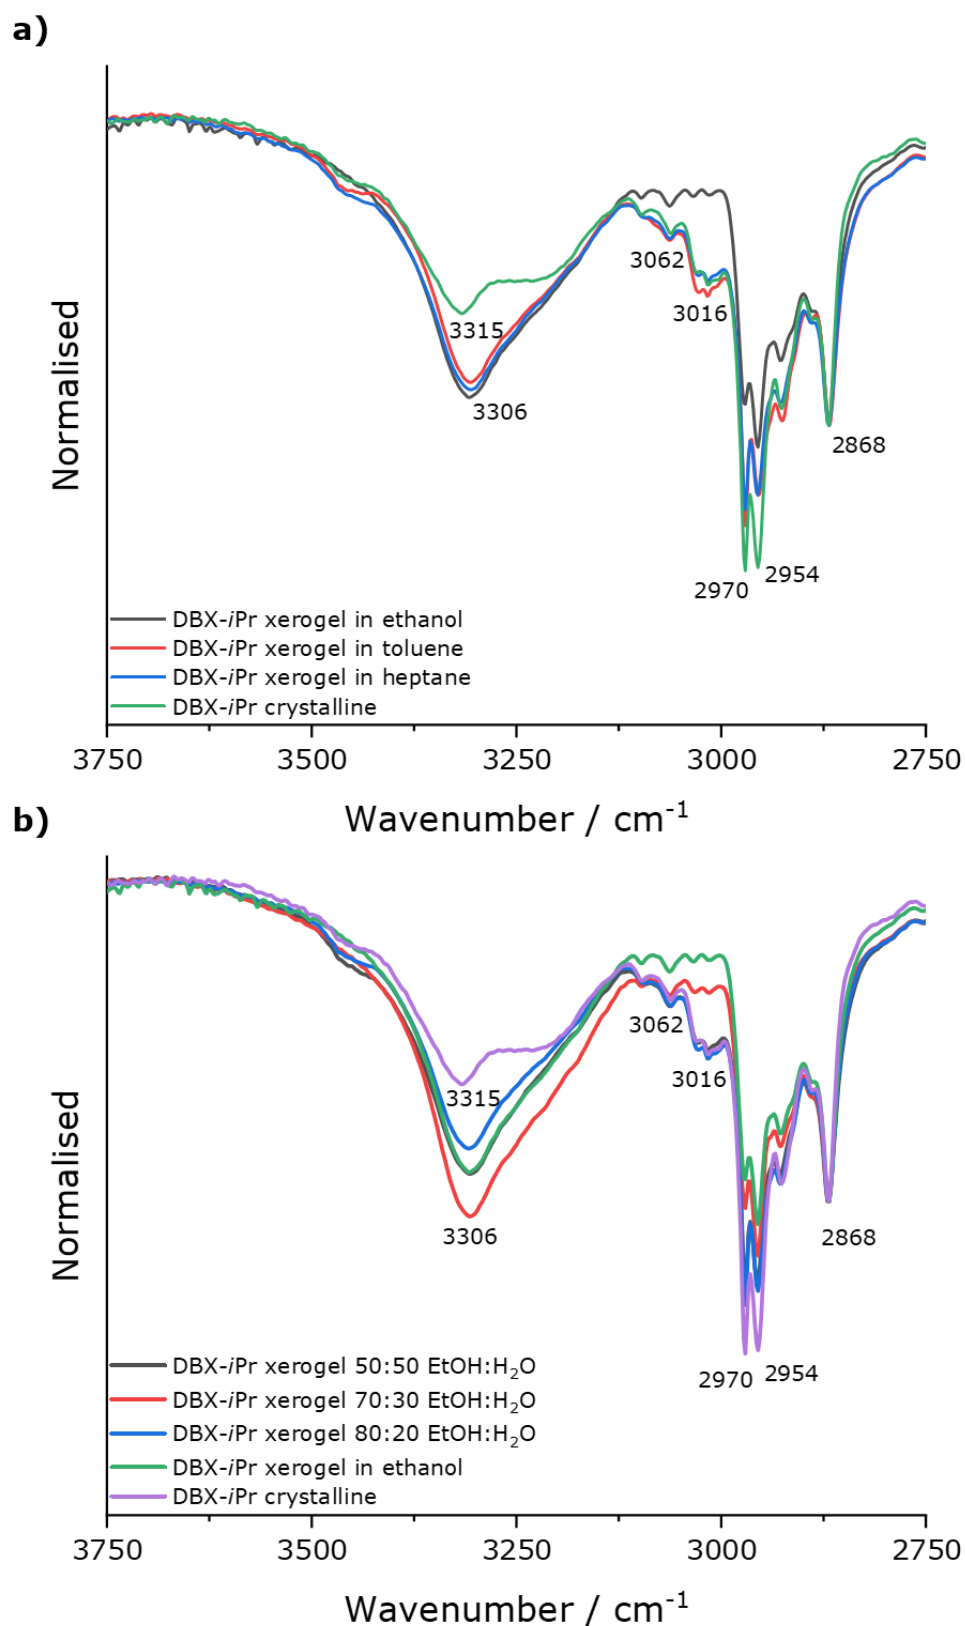 a)
Normalised
3062
3016
3315
3306
2868
2970
2954
DBX-iPr xerogel in ethanol
DBX-iPr xerogel in toluene
DBX-iPr xerogel in heptane
DBX-iPr crystalline
3750 3500 3250 3000 2750
Wavenumber / cm⁻¹
b)
Normalised
3062
3016
3315
3306
2868
2970
2954
DBX-iPr xerogel 50:50 EtOH:H₂O
DBX-iPr xerogel 70:30 EtOH:H₂O
DBX-iPr xerogel 80:20 EtOH:H₂O
DBX-iPr xerogel in ethanol
DBX-iPr crystalline
3750 3500 3250 3000 2750
Wavenumber / cm⁻¹